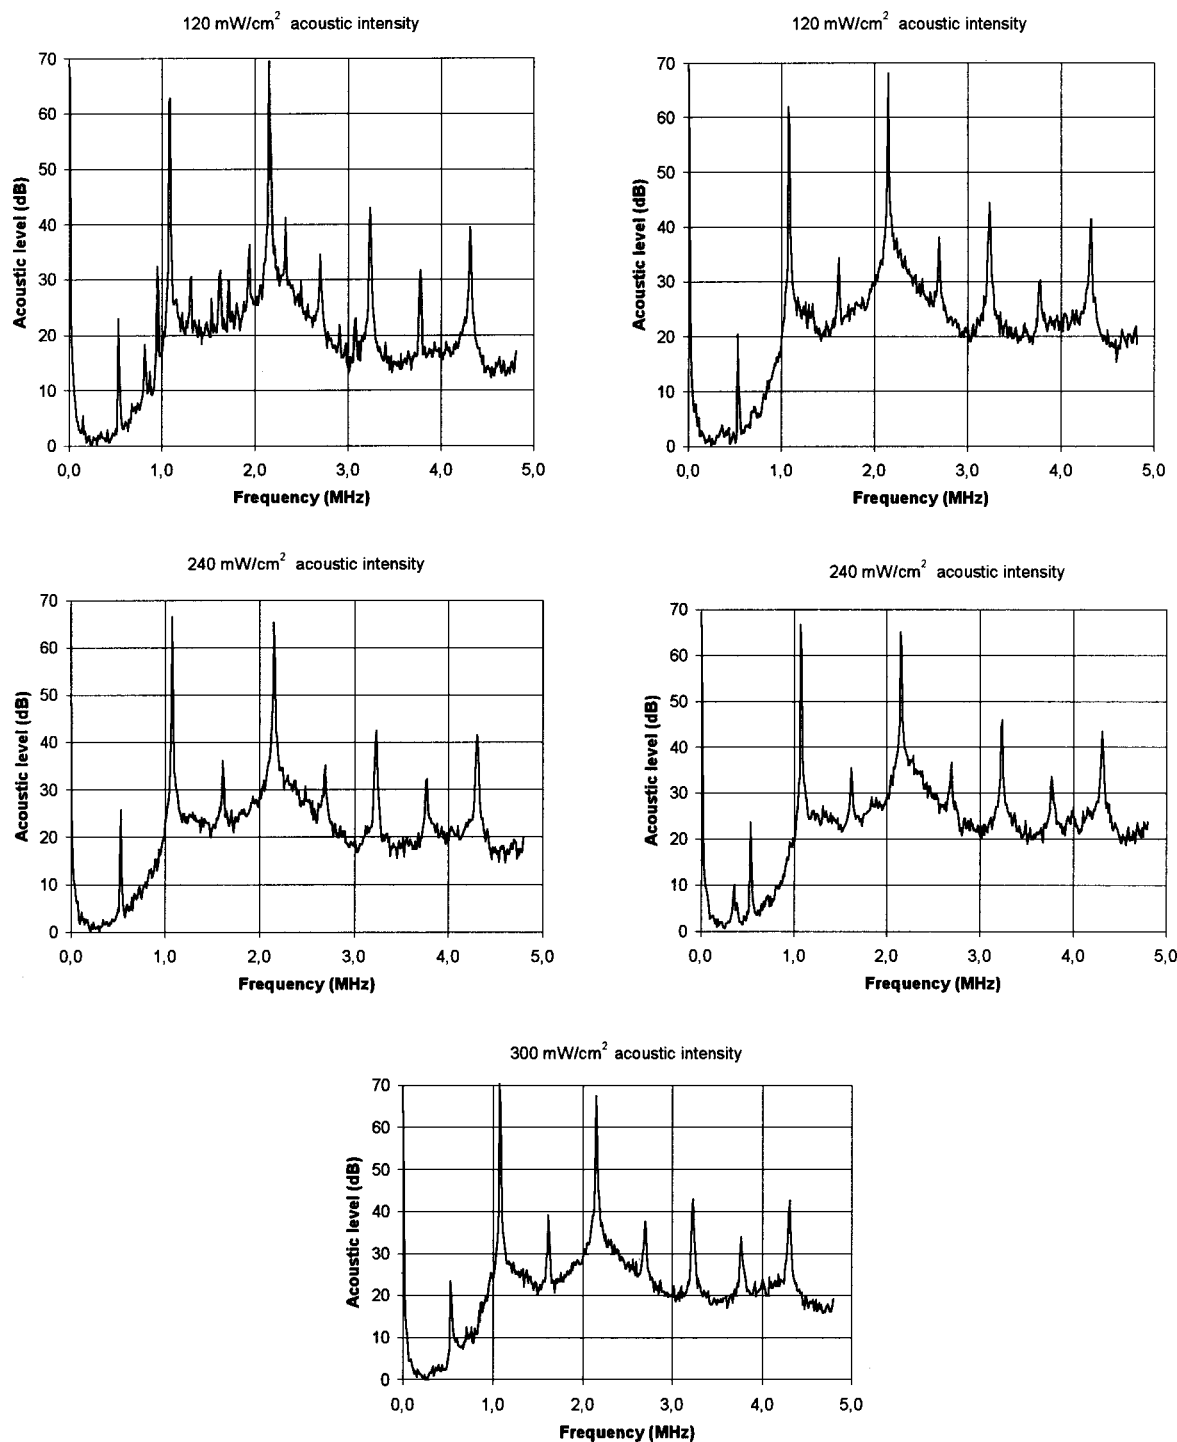 120 mW/cm² acoustic intensity
70
60
50
40
30
20
10
0
Acoustic level (dB)
0,0 1,0 2,0 3,0 4,0 5,0
Frequency (MHz)
120 mW/cm² acoustic intensity
70
60
50
40
30
20
10
0
Acoustic level (dB)
0,0 1,0 2,0 3,0 4,0 5,0
Frequency (MHz)
240 mW/cm² acoustic intensity
70
60
50
40
30
20
10
0
Acoustic level (dB)
0,0 1,0 2,0 3,0 4,0 5,0
Frequency (MHz)
240 mW/cm² acoustic intensity
70
60
50
40
30
20
10
0
Acoustic level (dB)
0,0 1,0 2,0 3,0 4,0 5,0
Frequency (MHz)
300 mW/cm² acoustic intensity
70
60
50
40
30
20
10
0
Acoustic level (dB)
0,0 1,0 2,0 3,0 4,0 5,0
Frequency (MHz)